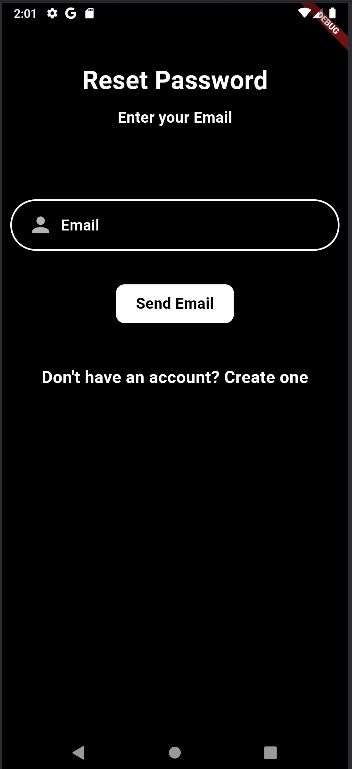 2:01 G
DEBUG
Reset Password
Enter your Email
Email
Send Email
Don't have an account? Create one